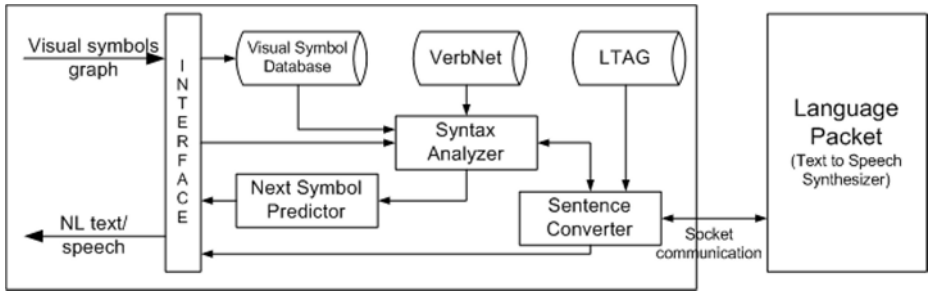 Visual symbols
graph
INTERFACE
Visual Symbol
Database
VerbNet
LTAG
Syntax
Analyzer
Next Symbol
Predictor
Sentence
Converter
NL text/
speech
Socket
communication
Language
Packet
(Text to Speech
Synthesizer)